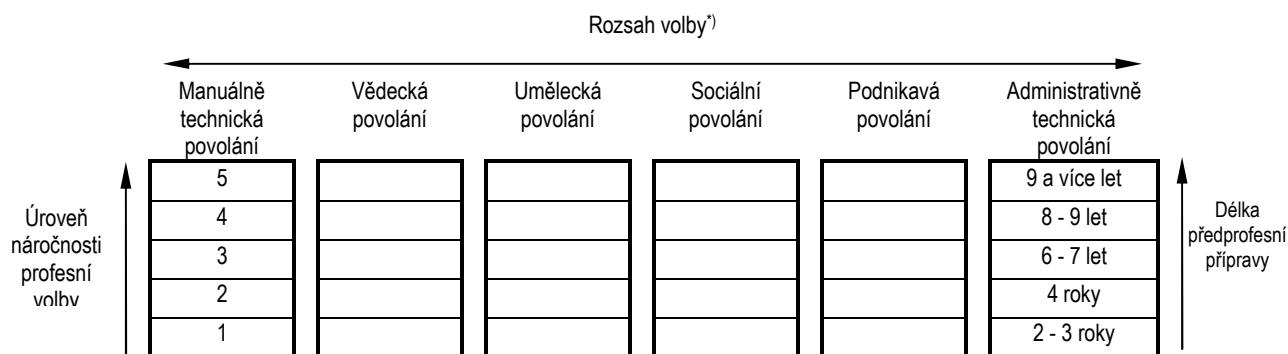 Rozsah volby*)
Manuálně
technická
povolání
Vědecká
povolání
Umělecká
povolání
Sociální
povolání
Podnikavá
povolání
Administrativně
technická
povolání
Úroveň
náročnosti
profesní
volby
5
4
3
2
1
9 a více let
8 - 9 let
6 - 7 let
4 roky
2 - 3 roky
Délka
předprofesní
přípravy